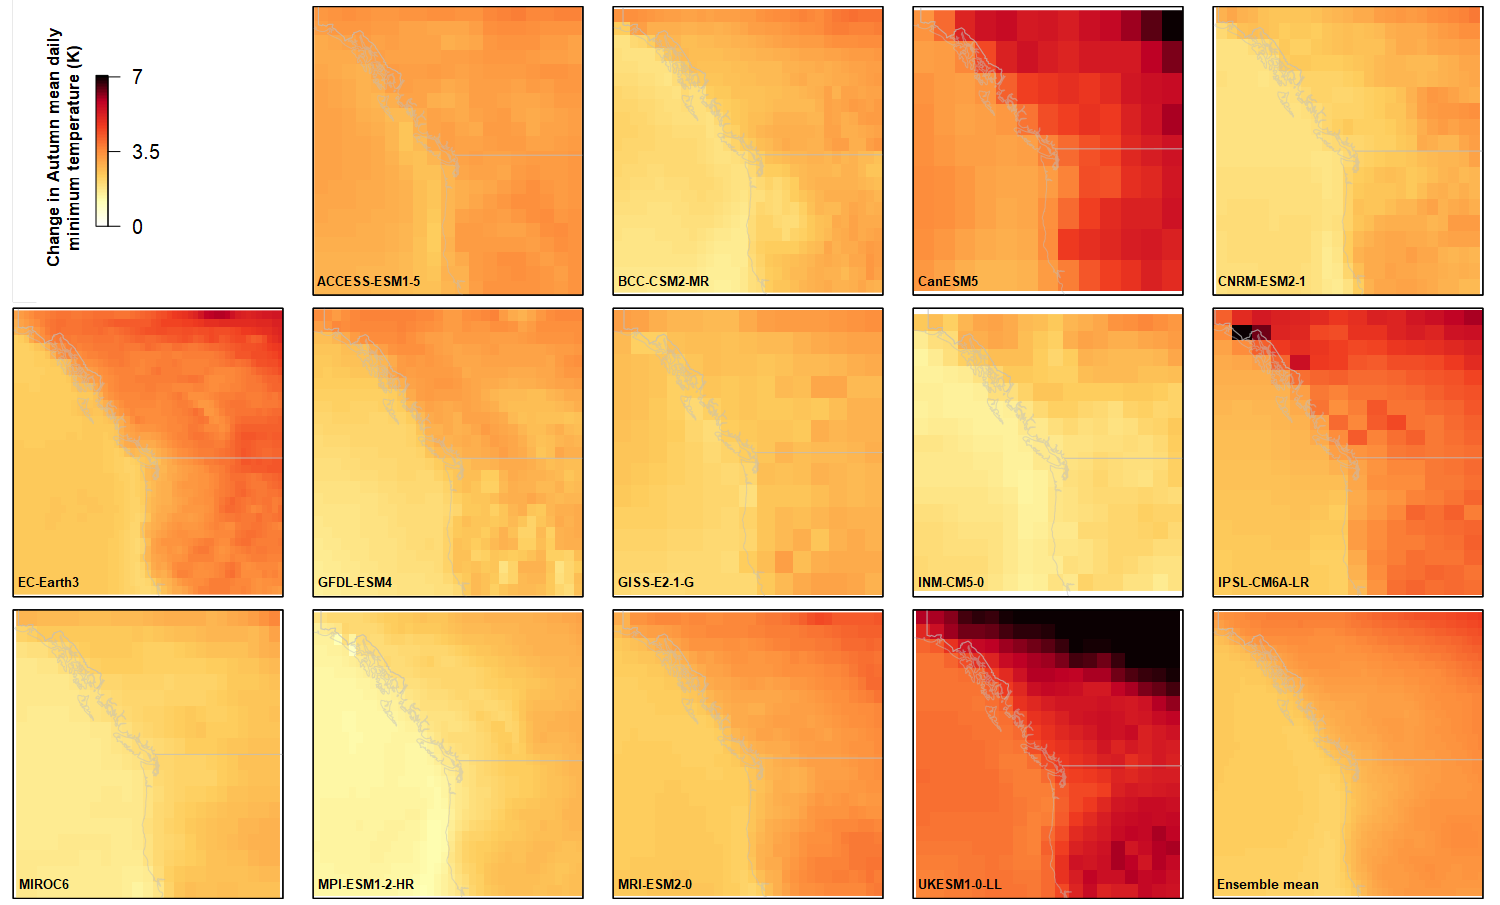 Change in Autumn mean daily
minimum temperature (K)
7
3.5
0
ACCESS-ESM1-5
BCC-CSM2-MR
CanESM5
CNRM-ESM2-1
EC-Earth3
GFDL-ESM4
GISS-E2-1-G
INM-CM5-0
IPSL-CM6A-LR
MIROC6
MPI-ESM1-2-HR
MRI-ESM2-0
UKESM1-0-LL
Ensemble mean